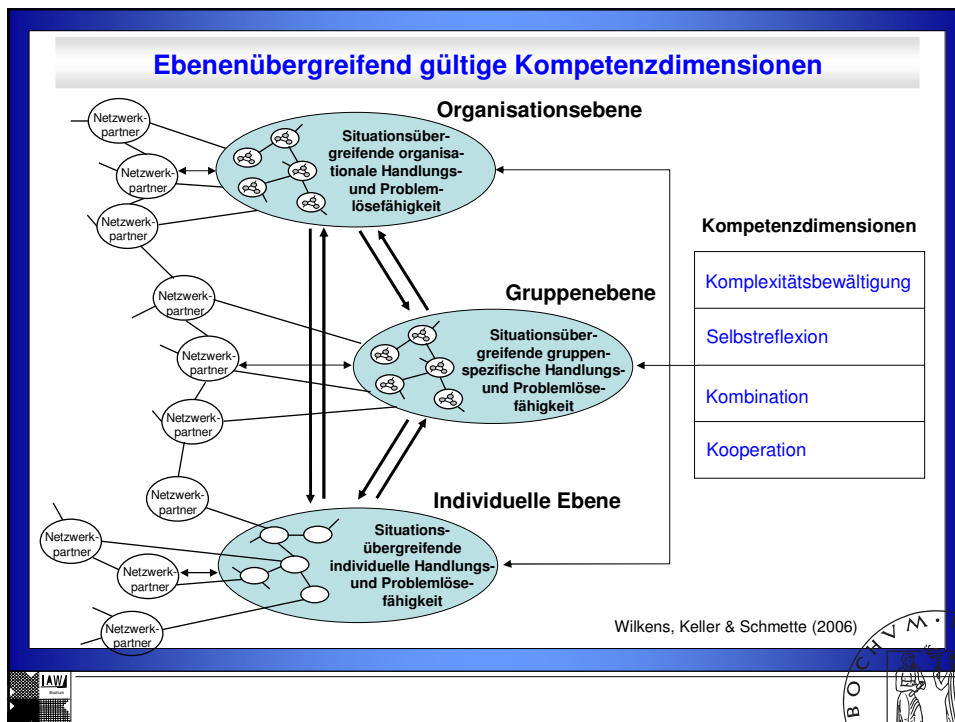 Ebenenübergreifend gültige Kompetenzdimensionen
Organisationsebene
Situationsüber-
greifende organisa-
tionale Handlungs-
und Problem-
lösefähigkeit
Netzwerk-
partner
Netzwerk-
partner
Netzwerk-
partner
Gruppenebene
Situationsüber-
greifende gruppen-
spezifische Handlungs-
und Problemlöse-
fähigkeit
Netzwerk-
partner
Netzwerk-
partner
Netzwerk-
partner
Netzwerk-
partner
Individuelle Ebene
Situations-
übergreifende
individuelle Handlungs-
und Problemlöse-
fähigkeit
Netzwerk-
partner
Netzwerk-
partner
Netzwerk-
partner
Kompetenzdimensionen
Komplexitätsbewältigung
Selbstreflexion
Kombination
Kooperation
Wilkens, Keller & Schmette (2006)
IAW
Bochum
BOCHVM